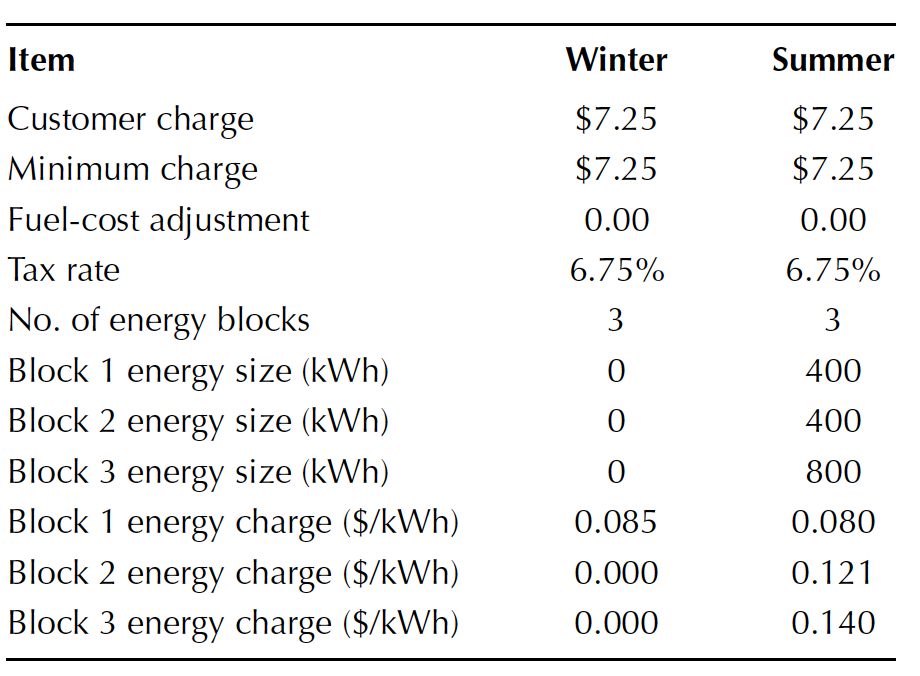 Item Winter Summer
Customer charge $7.25 $7.25
Minimum charge $7.25 $7.25
Fuel-cost adjustment 0.00 0.00
Tax rate 6.75% 6.75%
No. of energy blocks 3 3
Block 1 energy size (kWh) 0 400
Block 2 energy size (kWh) 0 400
Block 3 energy size (kWh) 0 800
Block 1 energy charge ($/kWh) 0.085 0.080
Block 2 energy charge ($/kWh) 0.000 0.121
Block 3 energy charge ($/kWh) 0.000 0.140